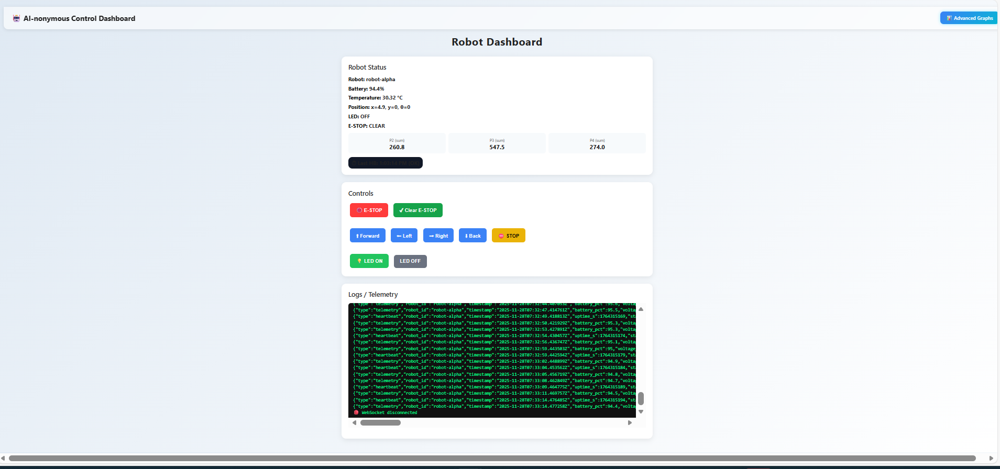 AI-nonymous Control Dashboard
Advanced Graphs
Robot Dashboard
Robot Status
Robot: robot-alpha
Battery: 94.4%
Temperature: 30.32 °C
Position: x=4.9, y=0, θ=0
LED: OFF
E-STOP: CLEAR
P2 (sum)
260.8
P3 (sum)
547.5
P4 (sum)
274.0
Controls
E-STOP
✓ Clear E-STOP
⬆ Forward
⬅ Left
➡ Right
⬇ Back
STOP
LED ON
LED OFF
Logs / Telemetry
{"type":"telemetry","robot_id":"robot-alpha","timestamp":"2025-11-28T07:32:44.407053Z","battery_pct":95.6,"volta
{"type":"telemetry","robot_id":"robot-alpha","timestamp":"2025-11-28T07:32:47.414761Z","battery_pct":95.5,"volta
{"type":"heartbeat","robot_id":"robot-alpha","timestamp":"2025-11-28T07:32:49.418813Z","uptime_s":1764315169,"st
{"type":"telemetry","robot_id":"robot-alpha","timestamp":"2025-11-28T07:32:50.421929Z","battery_pct":95.3,"volta
{"type":"telemetry","robot_id":"robot-alpha","timestamp":"2025-11-28T07:32:53.427891Z","battery_pct":95.3,"volta
{"type":"heartbeat","robot_id":"robot-alpha","timestamp":"2025-11-28T07:32:54.430457Z","uptime_s":1764315174,"st
{"type":"telemetry","robot_id":"robot-alpha","timestamp":"2025-11-28T07:32:56.436747Z","battery_pct":95.1,"volta
{"type":"telemetry","robot_id":"robot-alpha","timestamp":"2025-11-28T07:32:59.443503Z","battery_pct":95,"voltage
{"type":"heartbeat","robot_id":"robot-alpha","timestamp":"2025-11-28T07:32:59.442594Z","uptime_s":1764315179,"st
{"type":"telemetry","robot_id":"robot-alpha","timestamp":"2025-11-28T07:33:02.448899Z","battery_pct":94.9,"volta
{"type":"heartbeat","robot_id":"robot-alpha","timestamp":"2025-11-28T07:33:04.453562Z","uptime_s":1764315184,"st
{"type":"telemetry","robot_id":"robot-alpha","timestamp":"2025-11-28T07:33:05.456719Z","battery_pct":94.8,"volta
{"type":"telemetry","robot_id":"robot-alpha","timestamp":"2025-11-28T07:33:08.462849Z","battery_pct":94.7,"volta
{"type":"heartbeat","robot_id":"robot-alpha","timestamp":"2025-11-28T07:33:09.464775Z","uptime_s":1764315189,"st
{"type":"telemetry","robot_id":"robot-alpha","timestamp":"2025-11-28T07:33:11.469757Z","battery_pct":94.5,"volta
{"type":"heartbeat","robot_id":"robot-alpha","timestamp":"2025-11-28T07:33:14.476485Z","uptime_s":1764315194,"st
{"type":"telemetry","robot_id":"robot-alpha","timestamp":"2025-11-28T07:33:14.477258Z","battery_pct":94.4,"volta
WebSocket disconnected